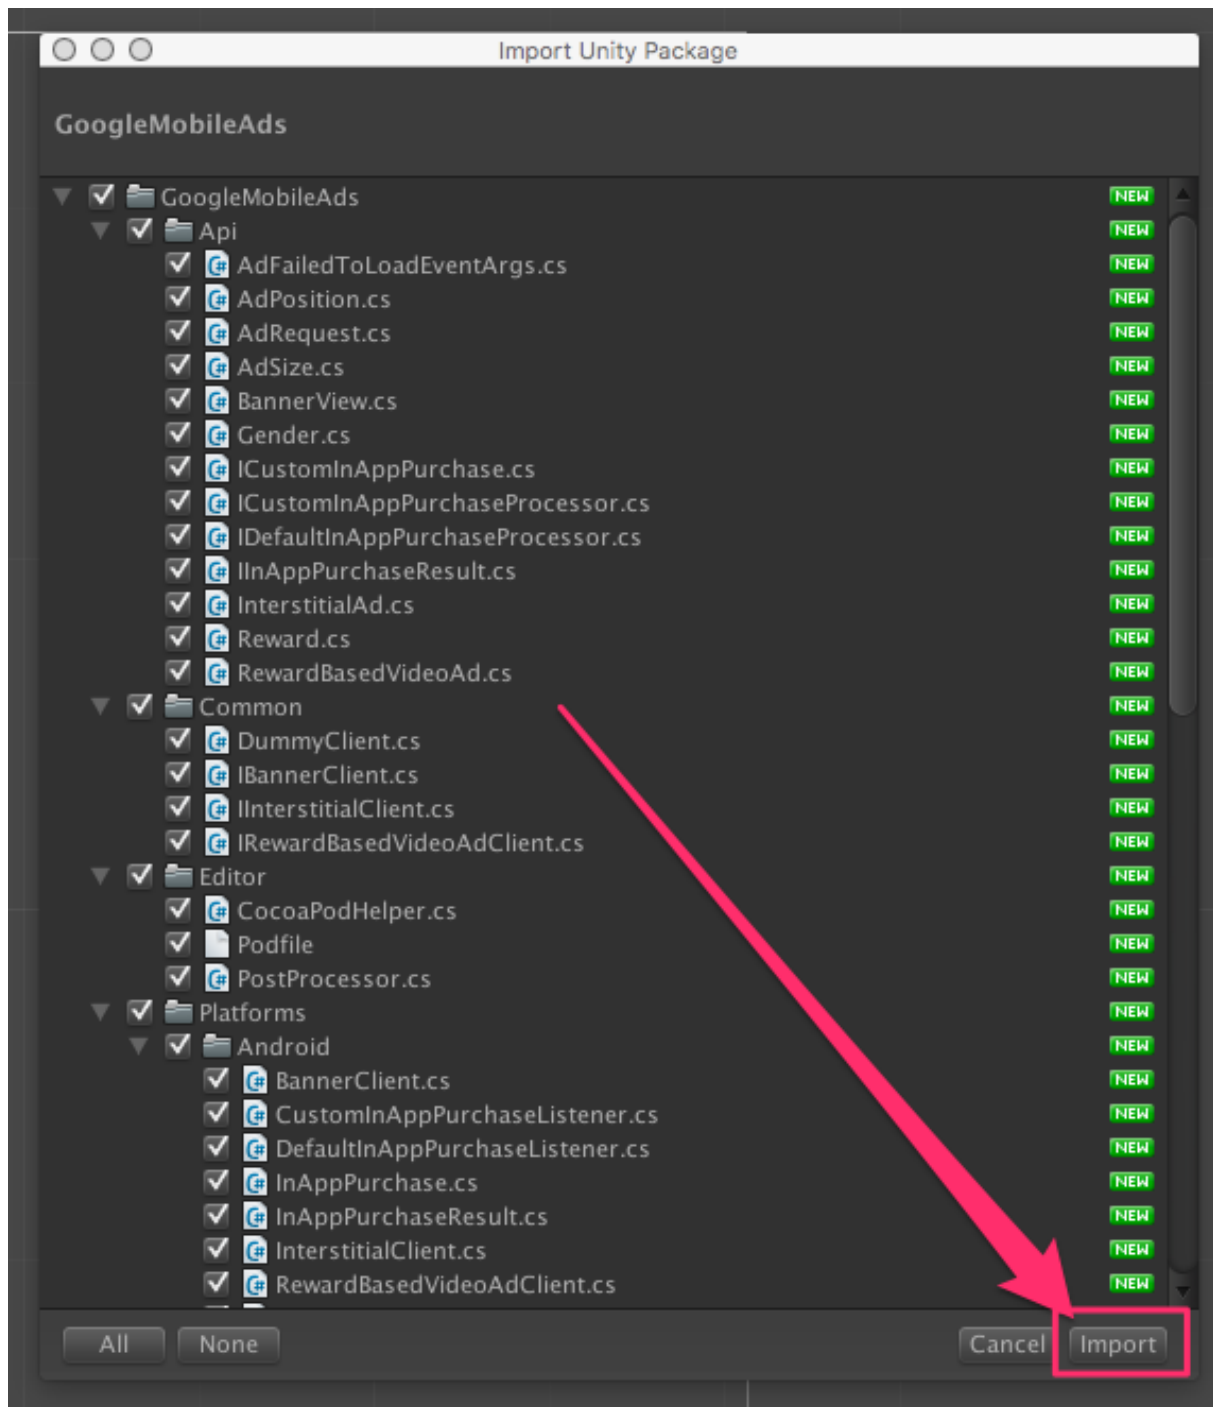 Import Unity Package
GoogleMobileAds
GoogleMobileAds NEW
Api NEW
AdFailedToLoadEventArgs.cs NEW
AdPosition.cs NEW
AdRequest.cs NEW
AdSize.cs NEW
BannerView.cs NEW
Gender.cs NEW
ICustomInAppPurchase.cs NEW
ICustomInAppPurchaseProcessor.cs NEW
IDefaultInAppPurchaseProcessor.cs NEW
IInAppPurchaseResult.cs NEW
InterstitialAd.cs NEW
Reward.cs NEW
RewardBasedVideoAd.cs NEW
Common NEW
DummyClient.cs NEW
IBannerClient.cs NEW
IInterstitialClient.cs NEW
IRewardBasedVideoAdClient.cs NEW
Editor NEW
CocoaPodHelper.cs NEW
Podfile NEW
PostProcessor.cs NEW
Platforms NEW
Android NEW
BannerClient.cs NEW
CustomInAppPurchaseListener.cs NEW
DefaultInAppPurchaseListener.cs NEW
InAppPurchase.cs NEW
InAppPurchaseResult.cs NEW
InterstitialClient.cs NEW
RewardBasedVideoAdClient.cs NEW
All None Cancel Import